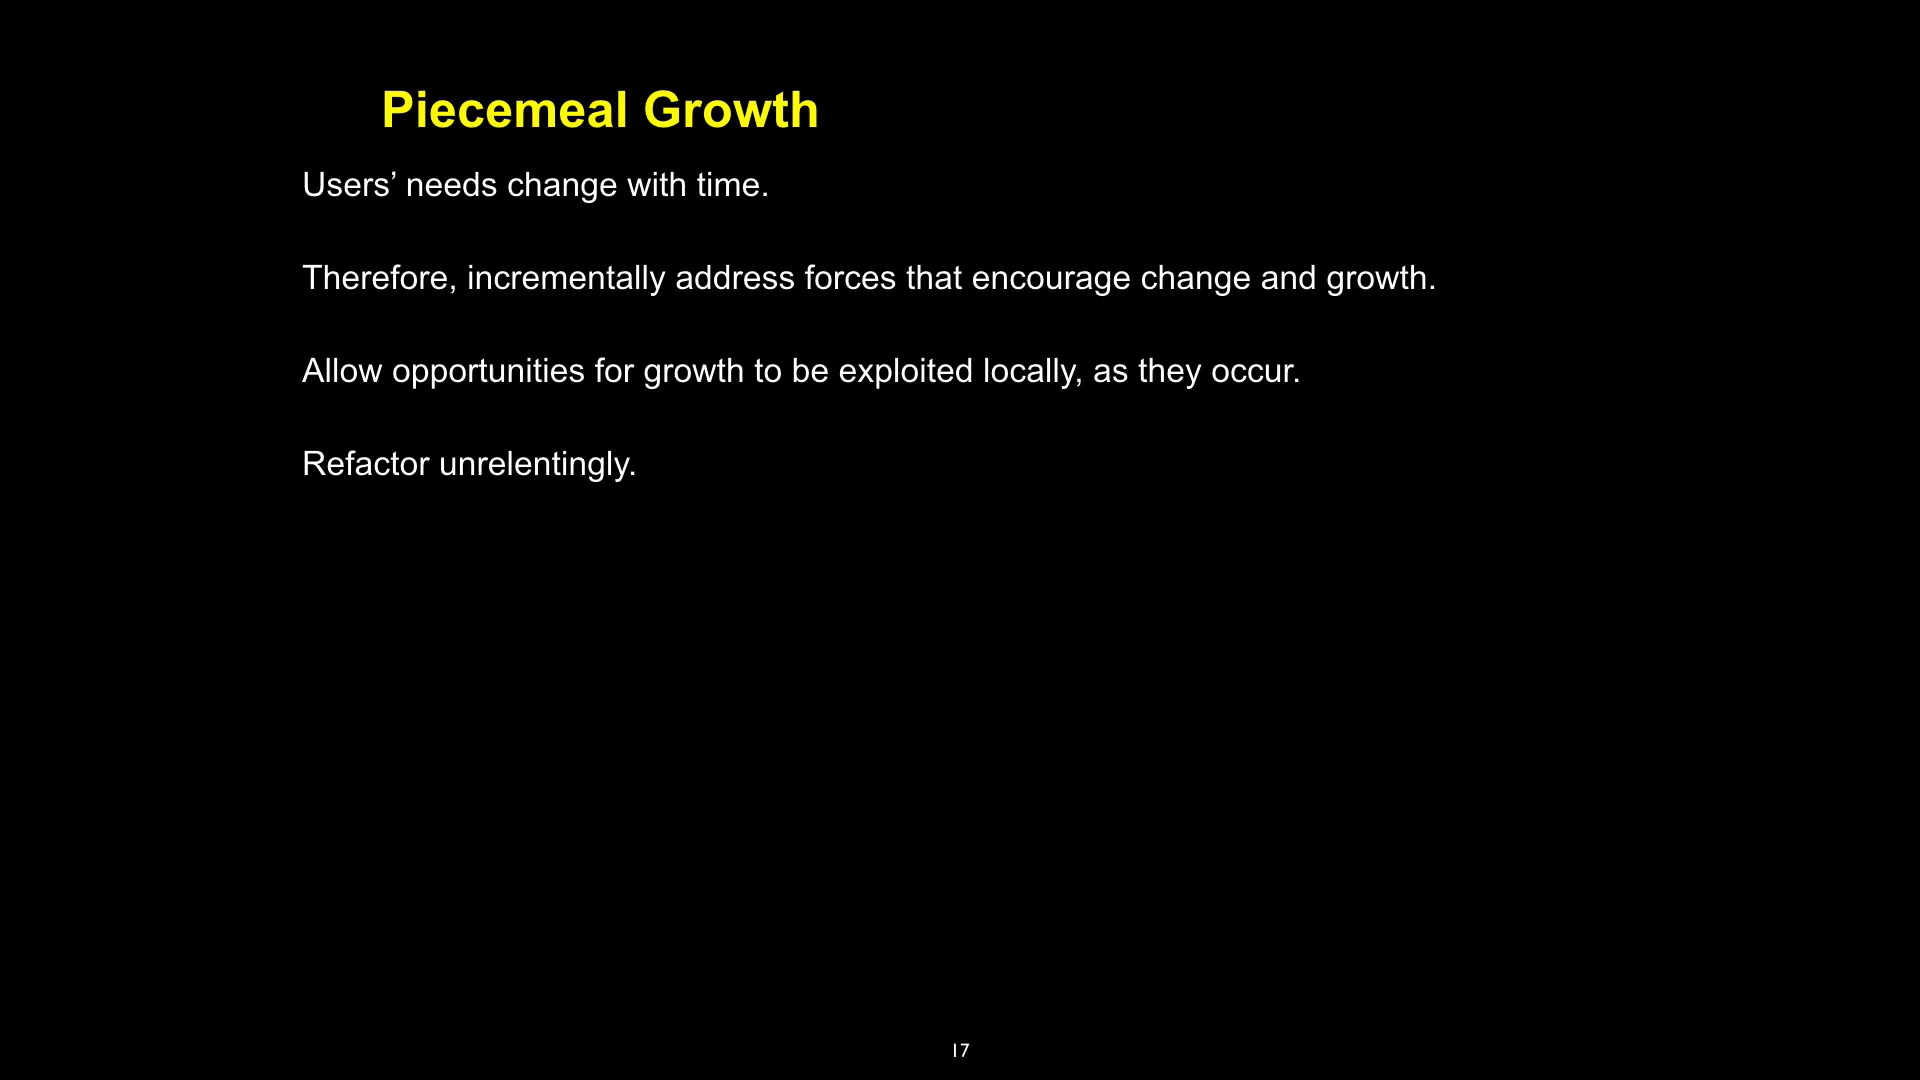 Piecemeal Growth
Users’ needs change with time.
Therefore, incrementally address forces that encourage change and growth.
Allow opportunities for growth to be exploited locally, as they occur.
Refactor unrelentingly.
17